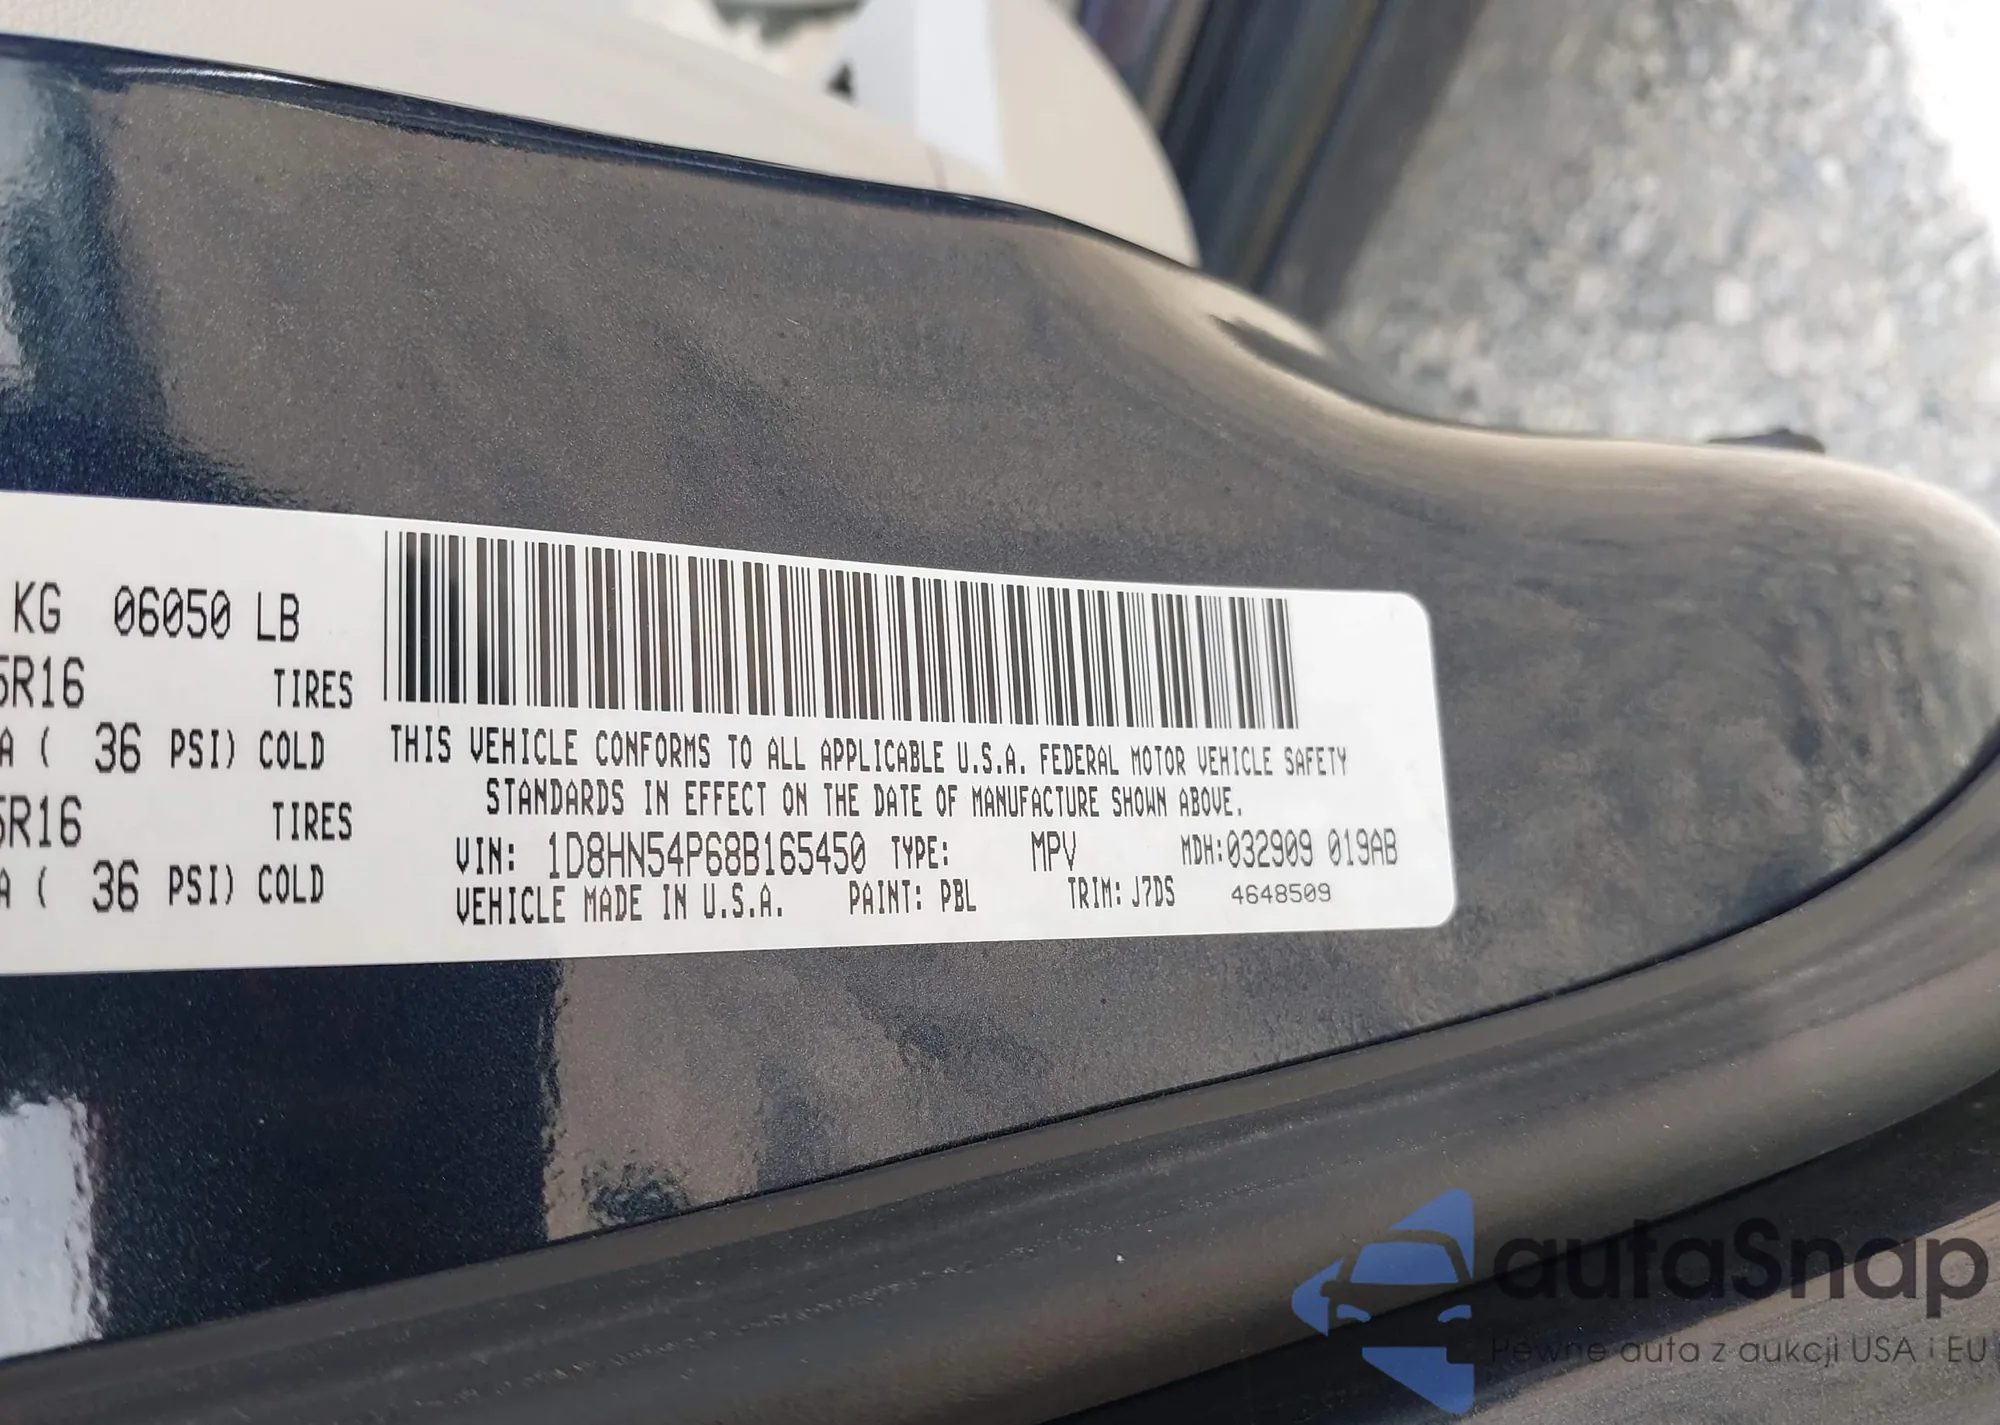 KG 06050 LB
5R16 TIRES
A ( 36 PSI) COLD
5R16 TIRES
A ( 36 PSI) COLD
THIS VEHICLE CONFORMS TO ALL APPLICABLE U.S.A. FEDERAL MOTOR VEHICLE SAFETY
STANDARDS IN EFFECT ON THE DATE OF MANUFACTURE SHOWN ABOVE.
VIN: 1D8HN54P68B165450 TYPE: MPV MDH:032909 019AB
VEHICLE MADE IN U.S.A. PAINT: PBL TRIM: J7DS 4648509
autaSnap
Pewne auta z aukcji USA i EU